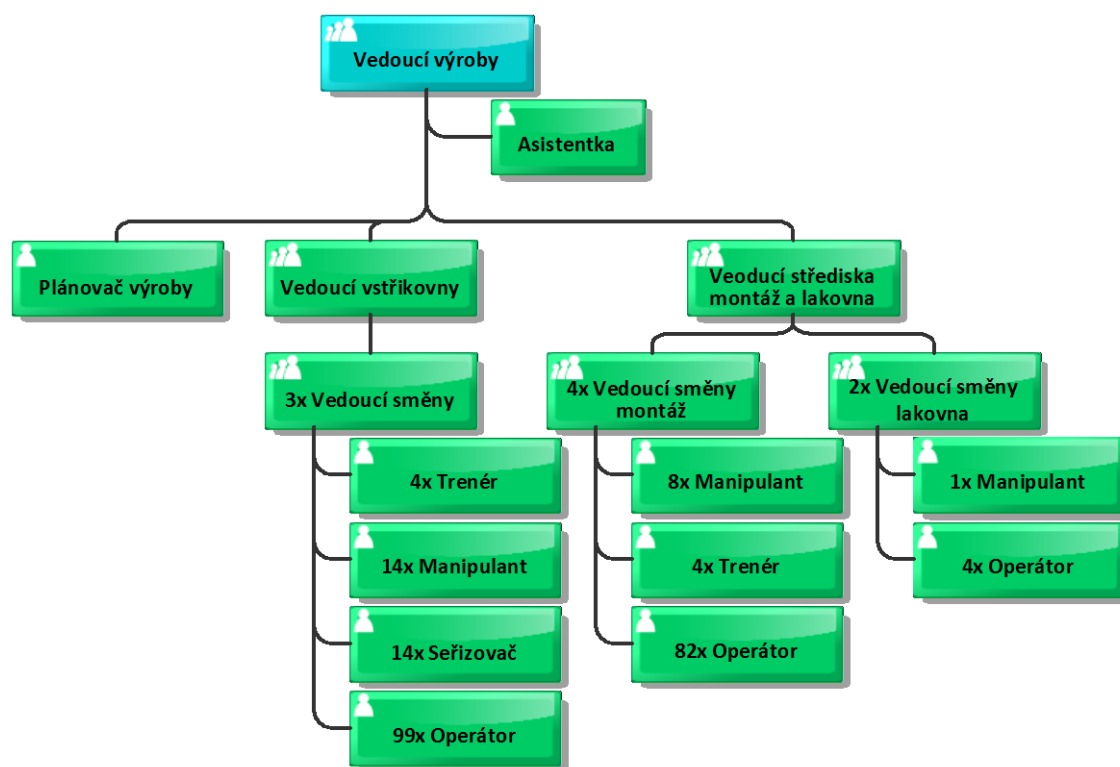 Vedoucí výroby
Asistentka
Plánovač výroby
Vedoucí vstřikovny
Veoducí střediska
montáž a lakovna
3x Vedoucí směny
4x Vedoucí směny
montáž
2x Vedoucí směny
lakovna
4x Trenér
8x Manipulant
1x Manipulant
14x Manipulant
4x Trenér
4x Operátor
14x Seřizovač
82x Operátor
99x Operátor